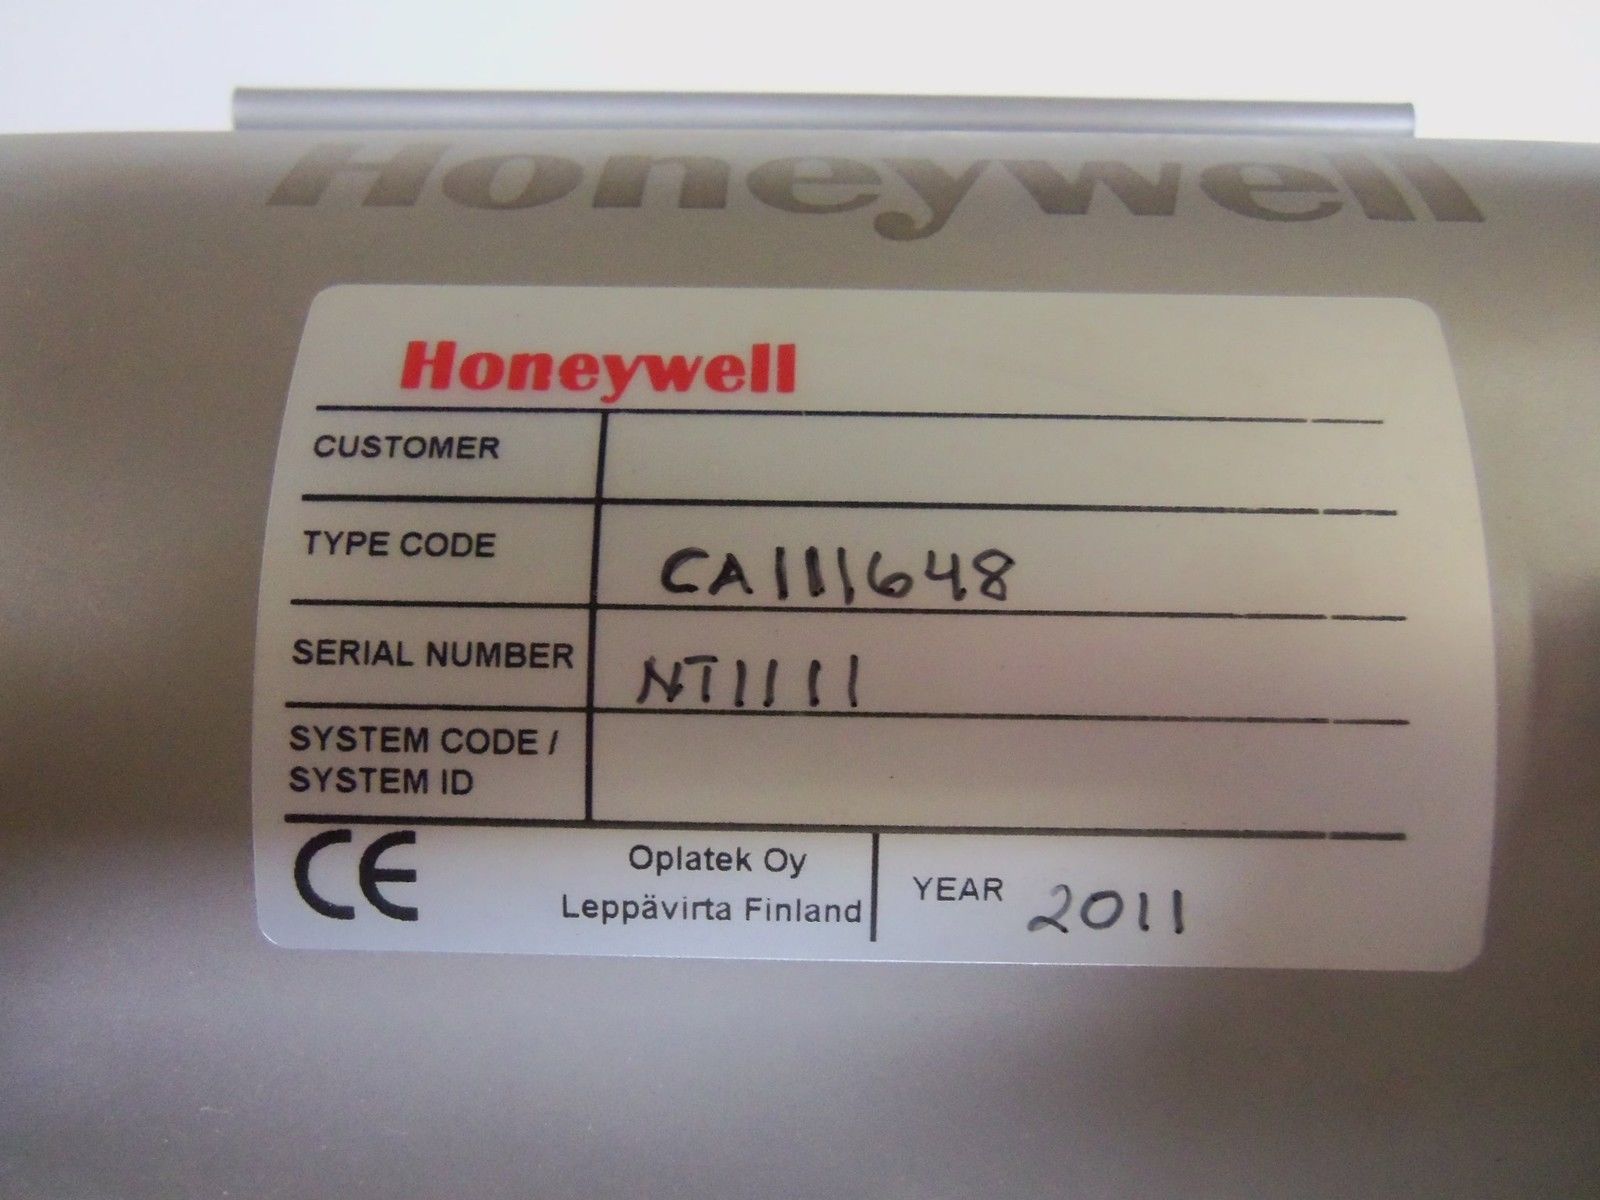 Honeywell
Honeywell
CUSTOMER
TYPE CODE CA111648
SERIAL NUMBER NT1111
SYSTEM CODE /
SYSTEM ID
CE Oplatek Oy
Leppävirta Finland
YEAR 2011